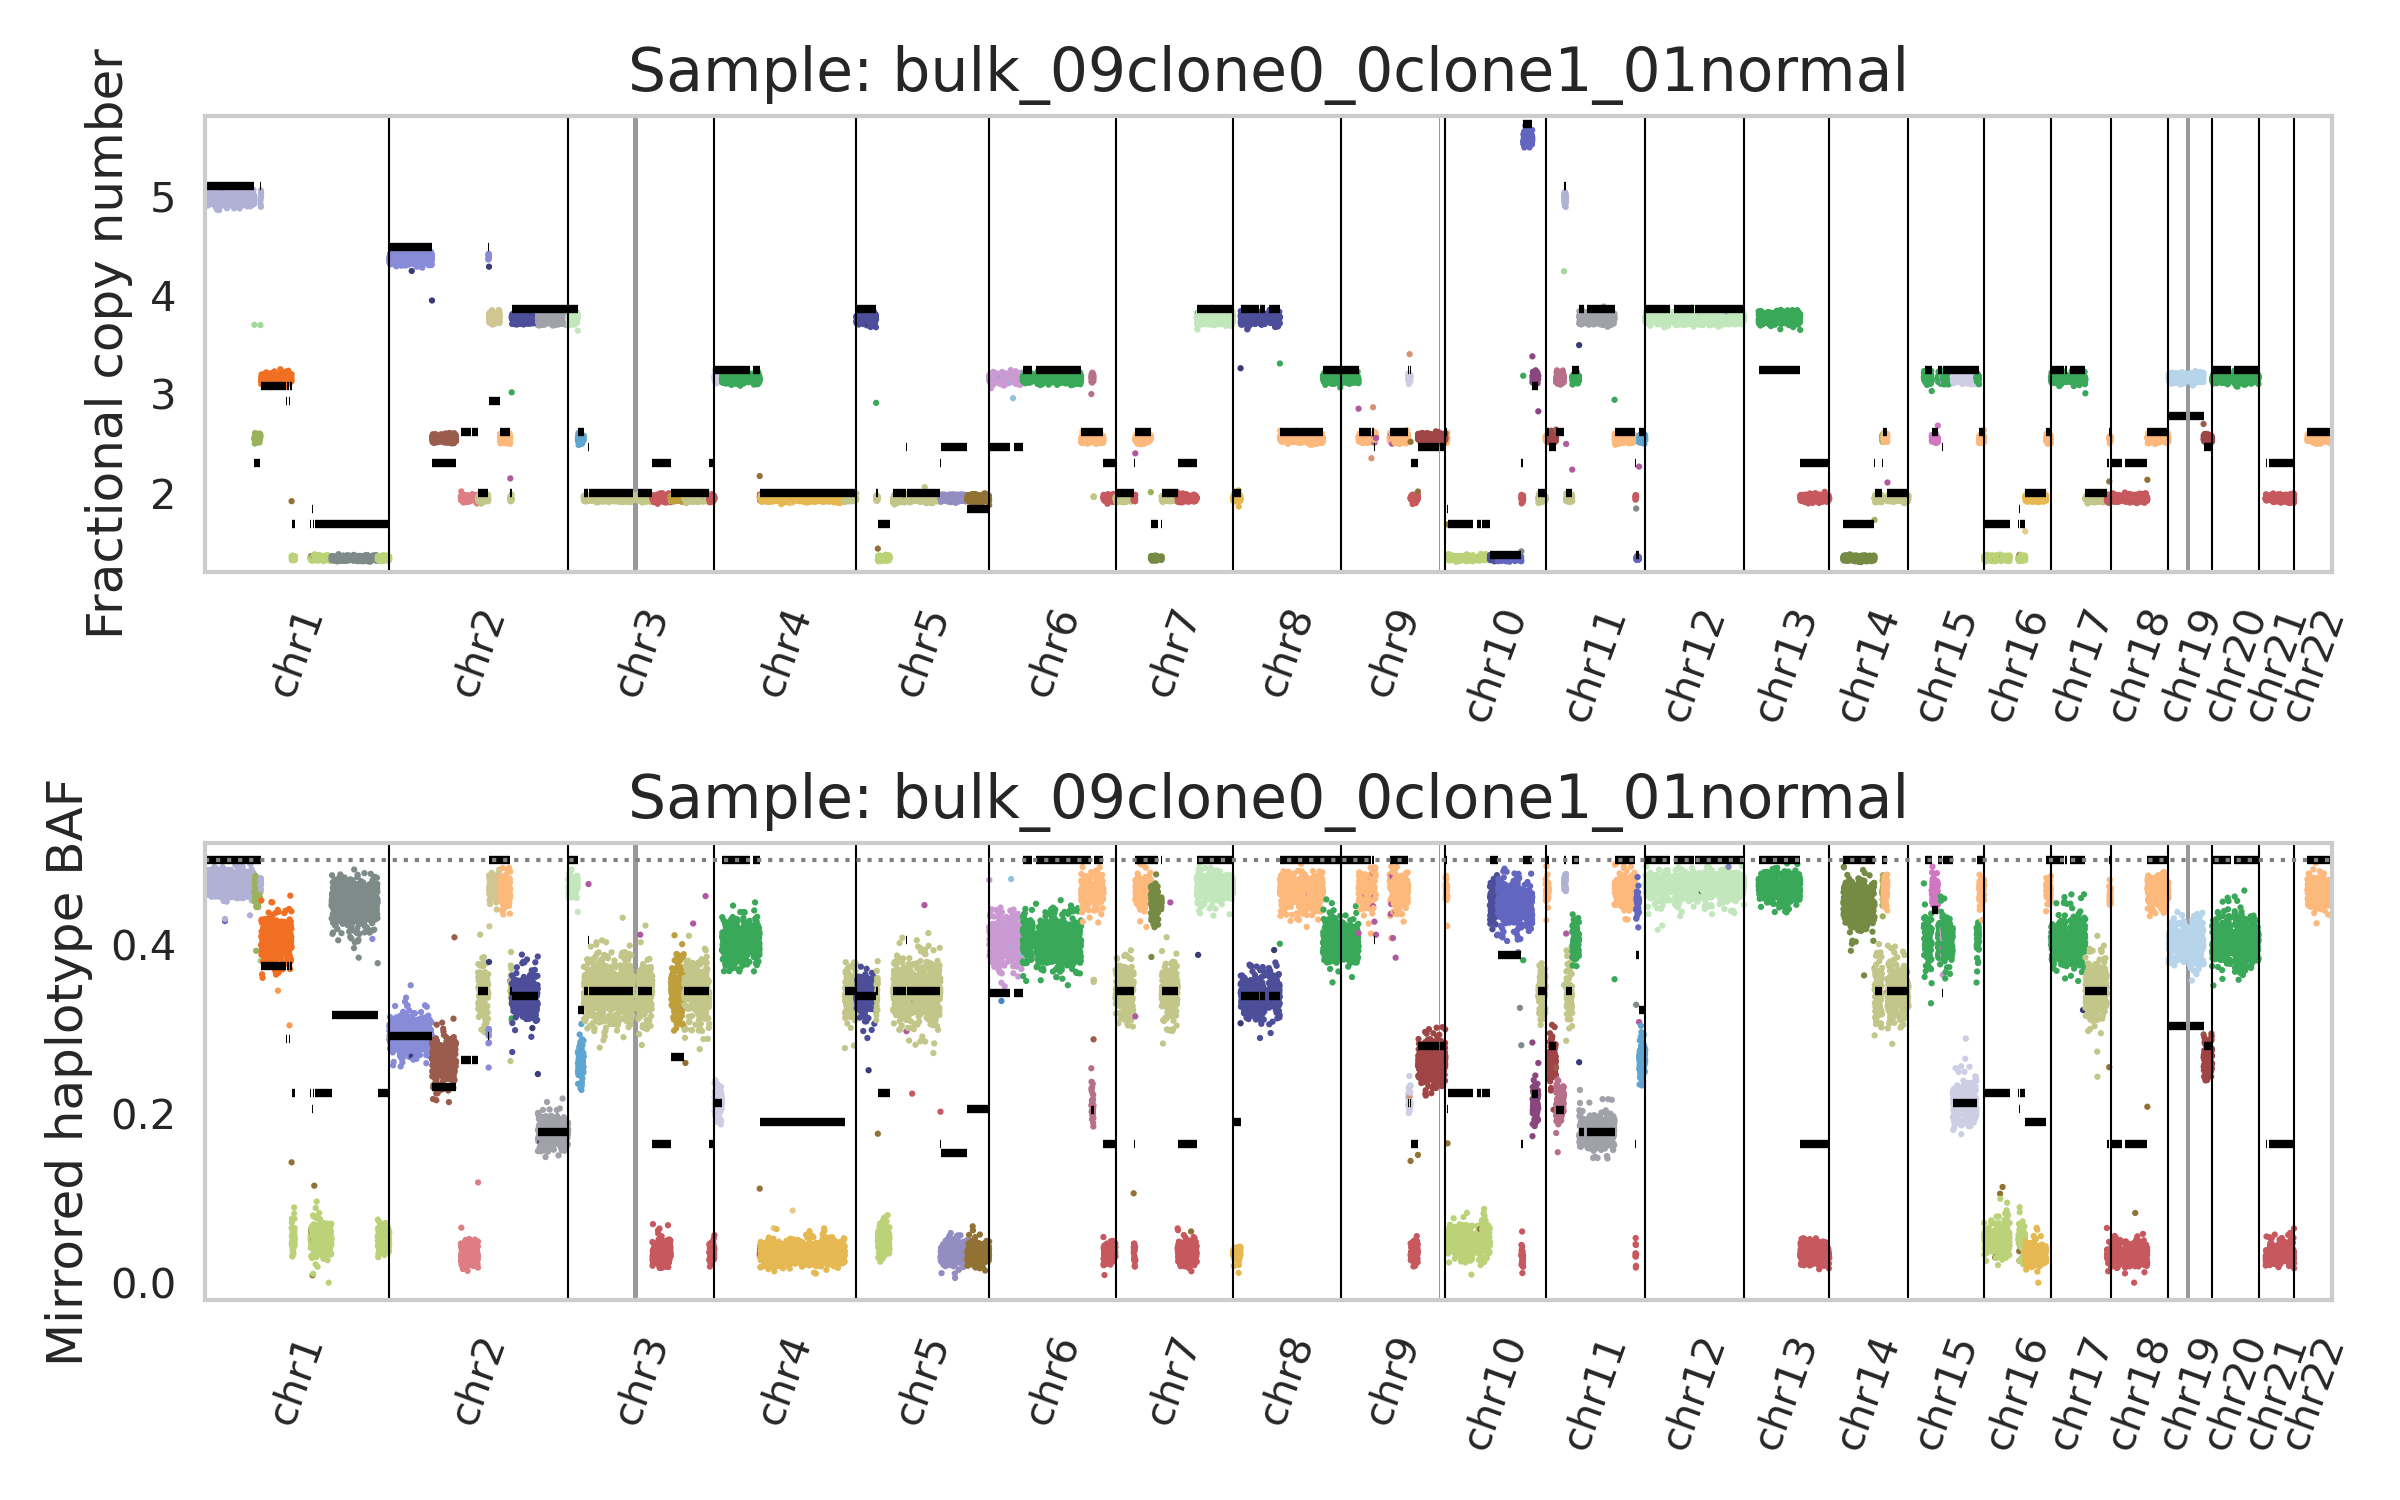 Sample: bulk_09clone0_0clone1_01normal
Fractional copy number
5
4
3
2
chr1
chr2
chr3
chr4
chr5
chr6
chr7
chr8
chr9
chr10
chr11
chr12
chr13
chr14
chr15
chr16
chr17
chr18
chr19
chr20
chr21
chr22
Sample: bulk_09clone0_0clone1_01normal
Mirrored haplotype BAF
0.4
0.2
0.0
chr1
chr2
chr3
chr4
chr5
chr6
chr7
chr8
chr9
chr10
chr11
chr12
chr13
chr14
chr15
chr16
chr17
chr18
chr19
chr20
chr21
chr22